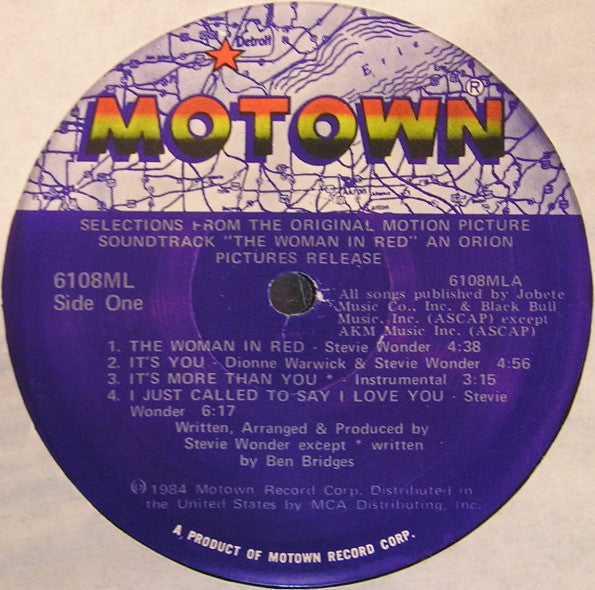 Detroit
Erie
MOTOWN®
Akron
Canton
SELECTIONS FROM THE ORIGINAL MOTION PICTURE
SOUNDTRACK "THE WOMAN IN RED" AN ORION
PICTURES RELEASE
6108ML
Side One
6108MLA
All songs published by Jobete
Music Co., Inc. & Black Bull
Music, Inc. (ASCAP) except
AKM Music Inc. (ASCAP)
1. THE WOMAN IN RED - Stevie Wonder 4:38
2. IT'S YOU - Dionne Warwick & Stevie Wonder 4:56
3. IT'S MORE THAN YOU * - Instrumental 3:15
4. I JUST CALLED TO SAY I LOVE YOU - Stevie
Wonder 6:17
Written, Arranged & Produced by
Stevie Wonder except * written
by Ben Bridges
℗ 1984 Motown Record Corp. Distributed in
the United States by MCA Distributing, Inc.
A PRODUCT OF MOTOWN RECORD CORP.